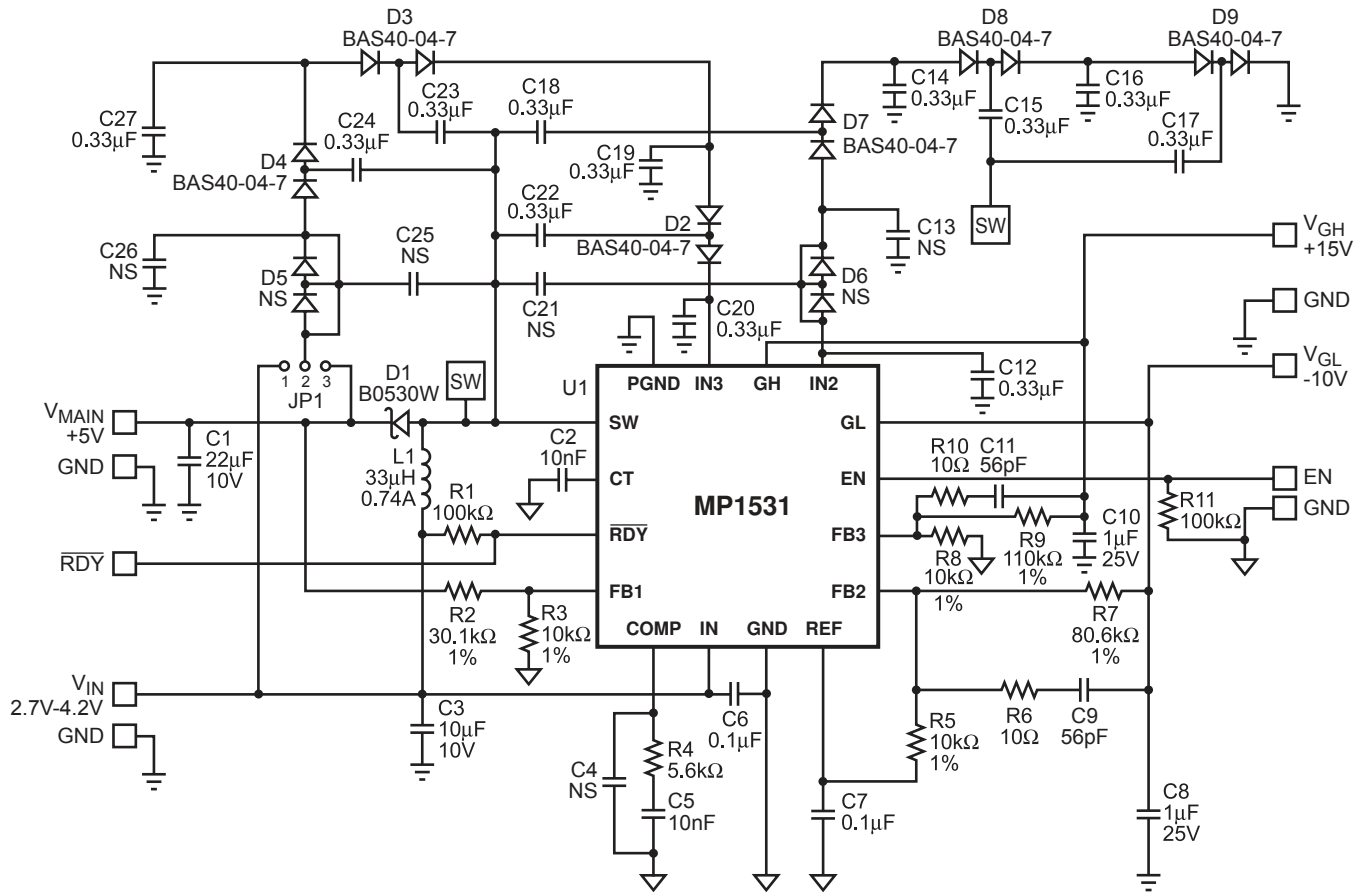 D3
BAS40-04-7
D8
BAS40-04-7
D9
BAS40-04-7
C27
0.33µF
C23
0.33µF
C24
0.33µF
C18
0.33µF
C14
0.33µF
C15
0.33µF
C16
0.33µF
C17
0.33µF
D4
BAS40-04-7
C19
0.33µF
D7
BAS40-04-7
C22
0.33µF
D2
BAS40-04-7
C13
NS
SW
C26
NS
C25
NS
D5
NS
C21
NS
D6
NS
C20
0.33µF
C12
0.33µF
VGH
+15V
GND
VGL
-10V
1 2 3
JP1
D1
B0530W
SW
U1
PGND IN3 GH IN2
VMAIN
+5V
C1
22µF
10V
GND
L1
33µH
0.74A
C2
10nF
SW
CT
RDY
FB1
MP1531
GL
EN
FB3
FB2
COMP IN GND REF
R10
10Ω
C11
56pF
R1
100kΩ
RDY
R2
30.1kΩ
1%
R3
10kΩ
1%
R8
10kΩ
1%
R9
110kΩ
1%
C10
1µF
25V
R11
100kΩ
EN
GND
R7
80.6kΩ
1%
VIN
2.7V-4.2V
GND
C3
10µF
10V
C6
0.1µF
C4
NS
R4
5.6kΩ
C5
10nF
C7
0.1µF
R5
10kΩ
1%
R6
10Ω
C9
56pF
C8
1µF
25V